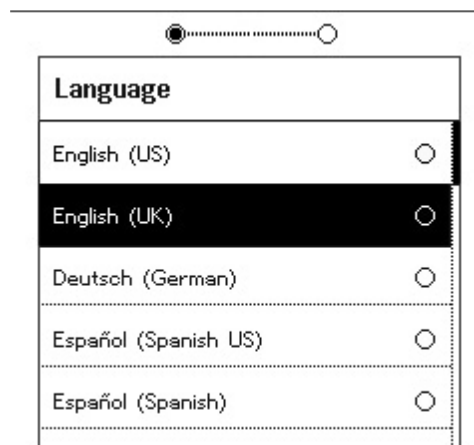 Language
English (US)
English (UK)
Deutsch (German)
Español (Spanish US)
Español (Spanish)